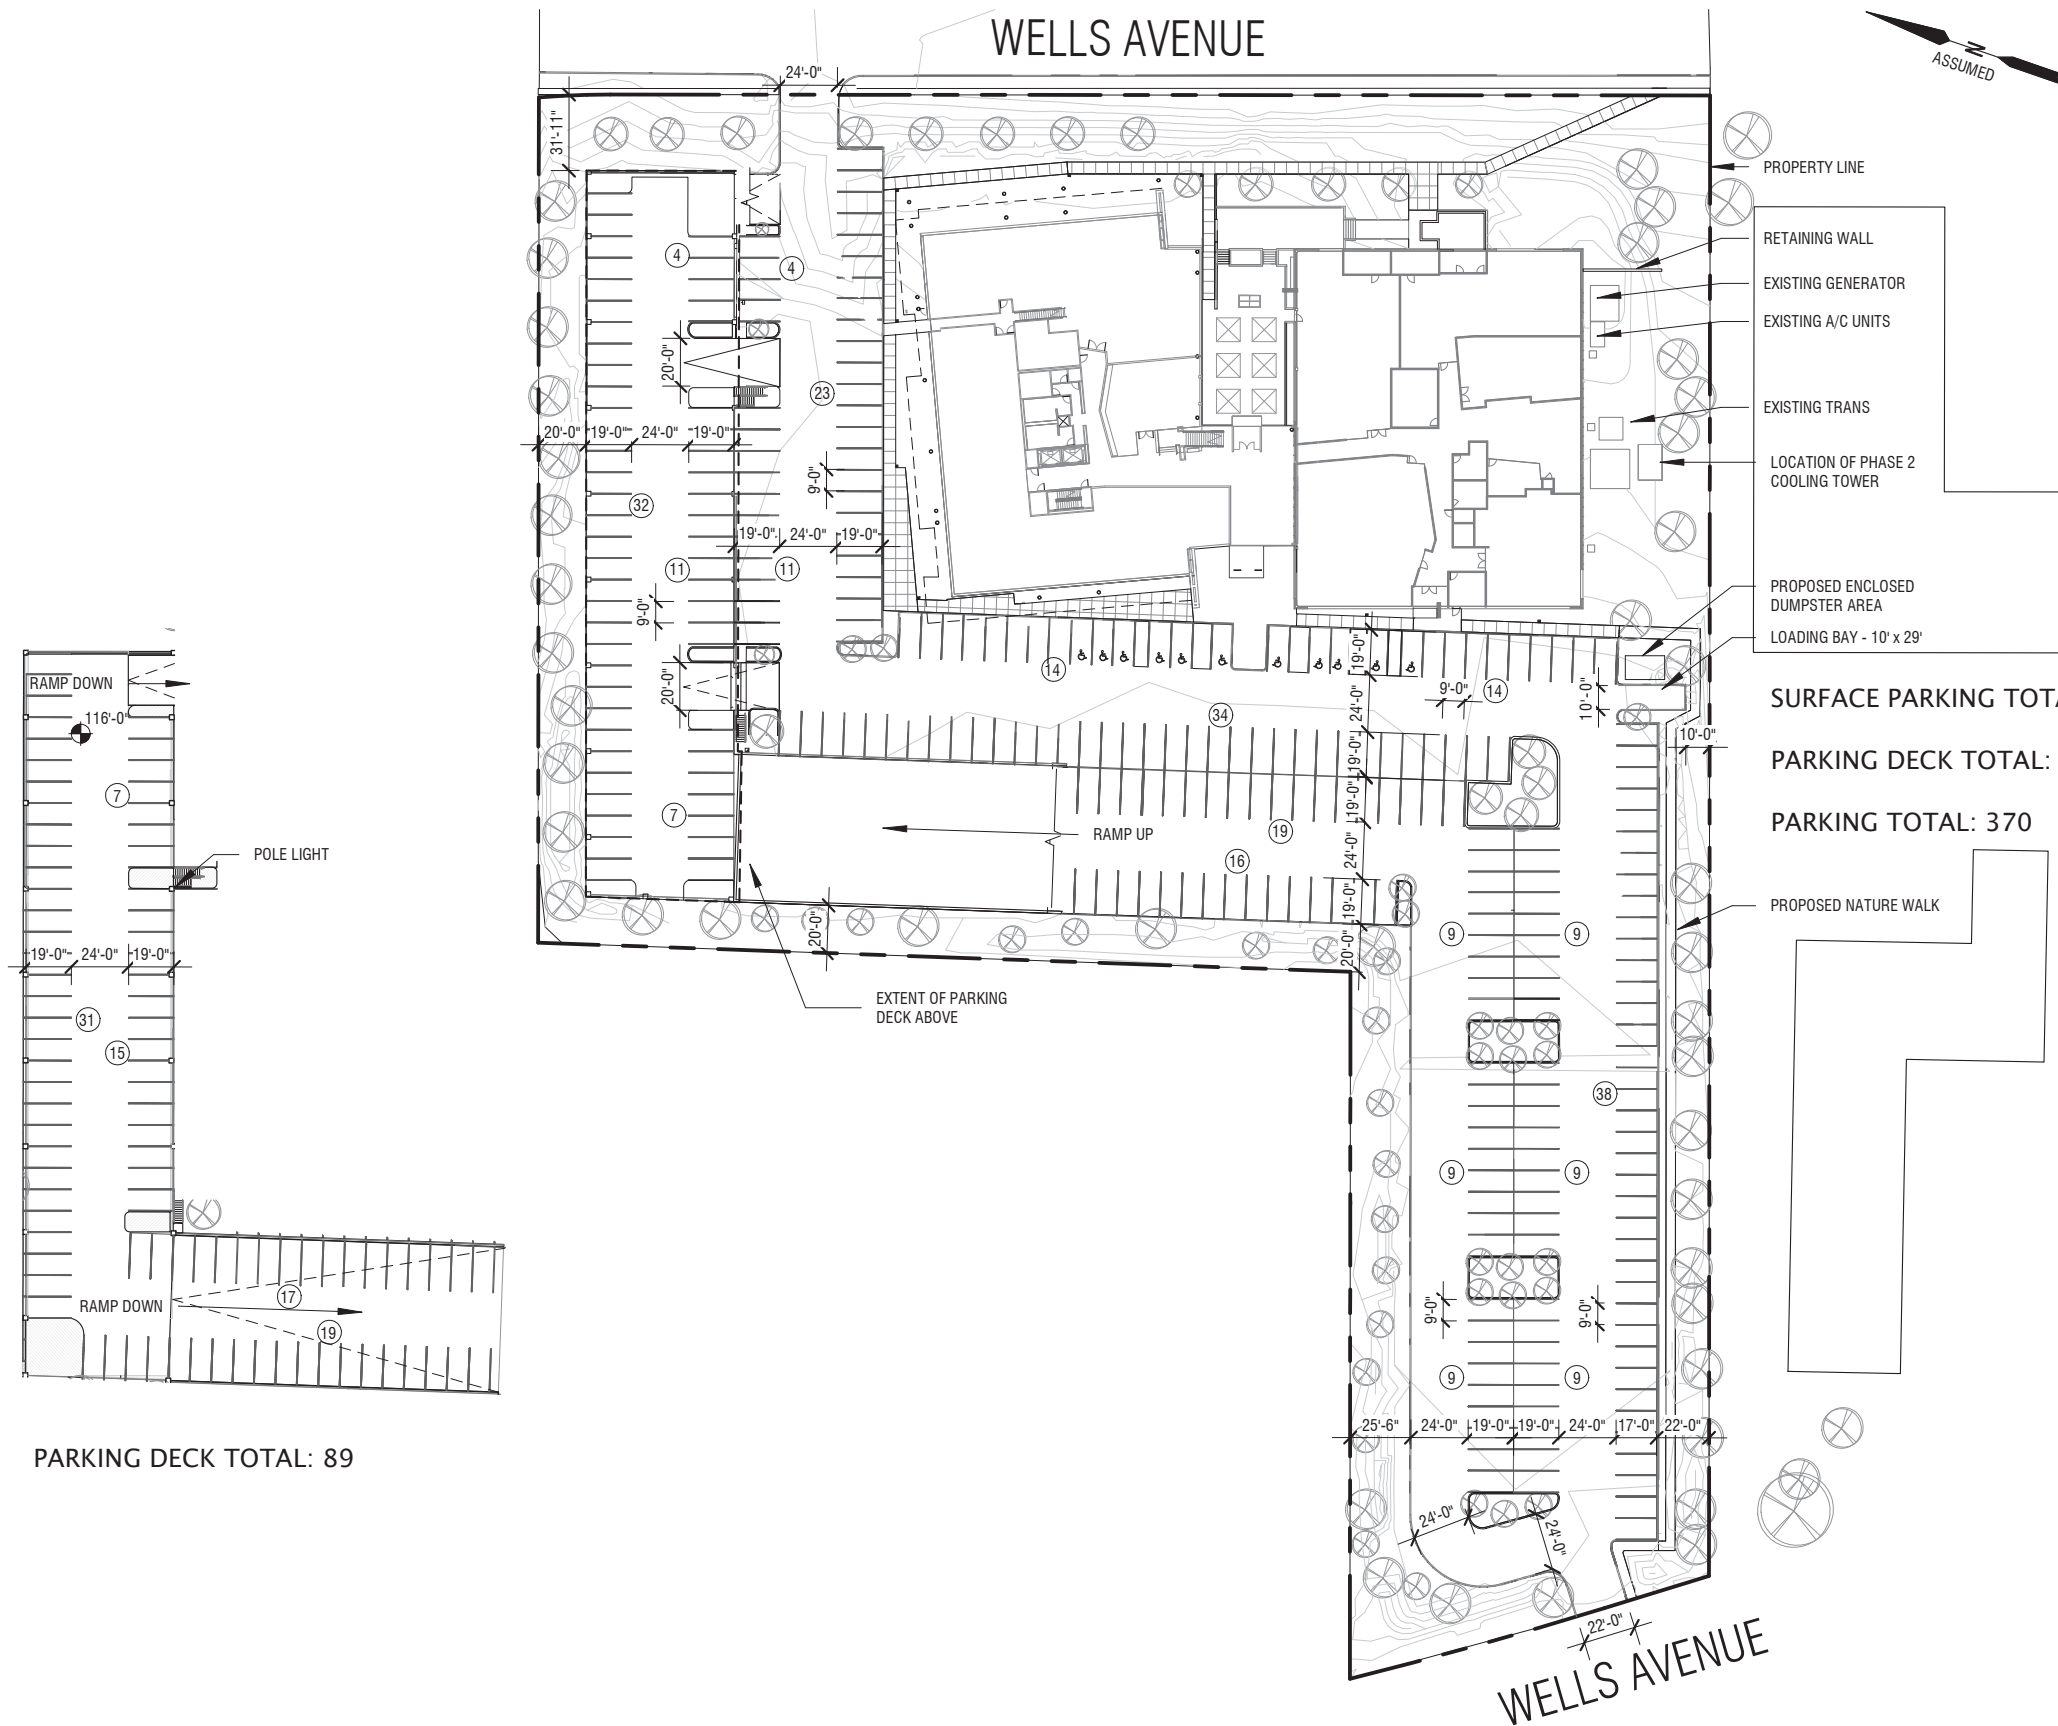 WELLS AVENUE
N
ASSUMED
24'-0"
31'-11"
PROPERTY LINE
RETAINING WALL
4
4
EXISTING GENERATOR
EXISTING A/C UNITS
20'-0"
23
EXISTING TRANS
20'-0"
19'-0"
24'-0"
19'-0"
LOCATION OF PHASE 2
COOLING TOWER
9'-0"
32
19'-0"
24'-0"
19'-0"
11
11
9'-0"
PROPOSED ENCLOSED
DUMPSTER AREA
LOADING BAY - 10' x 29'
20'-0"
14
19'-0"
9'-0"
14
10'-0"
SURFACE PARKING TOTA
34
24'-0"
10'-0"
19'-0"
PARKING DECK TOTAL:
RAMP DOWN
116'-0"
7
7
19'-0"
RAMP UP
19
PARKING TOTAL: 370
POLE LIGHT
16
24'-0"
19'-0"
PROPOSED NATURE WALK
20'-0"
20'-0"
9
9
19'-0"
24'-0"
19'-0"
EXTENT OF PARKING
DECK ABOVE
31
15
38
9
9
RAMP DOWN
17
19
9'-0"
9'-0"
9
9
25'-6"
24'-0"
19'-0"
19'-0"
24'-0"
17'-0"
22'-0"
PARKING DECK TOTAL: 89
24'-0"
24'-0"
22'-0"
WELLS AVENUE